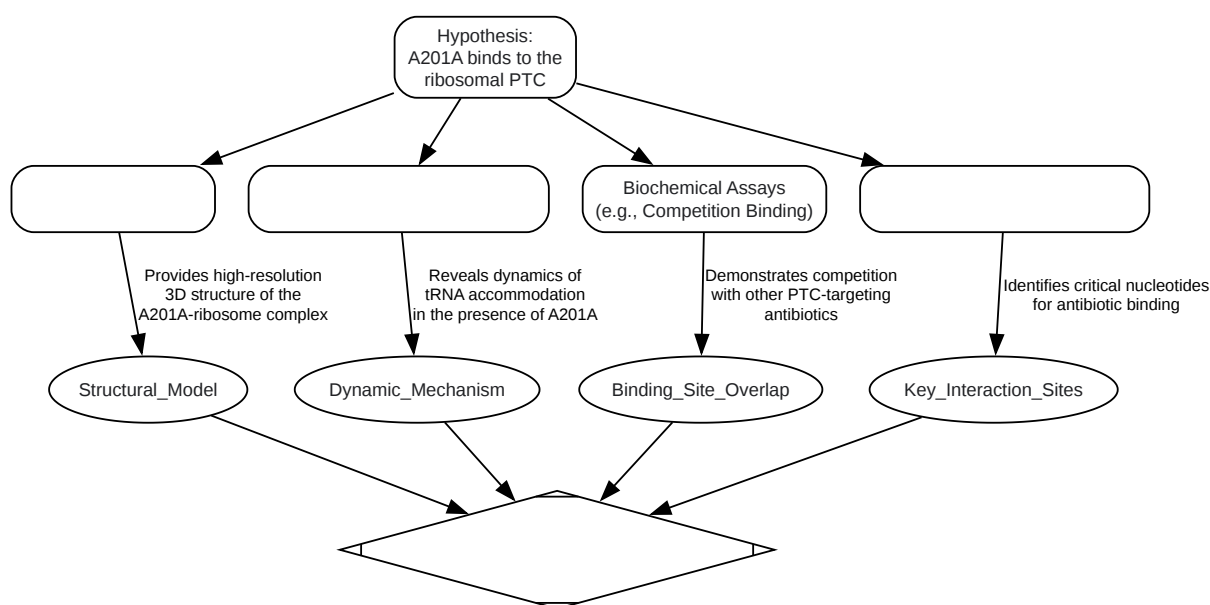 Hypothesis:
A201A binds to the
ribosomal PTC
Biochemical Assays
(e.g., Competition Binding)
Provides high-resolution
3D structure of the
A201A-ribosome complex
Reveals dynamics of
tRNA accommodation
in the presence of A201A
Demonstrates competition
with other PTC-targeting
antibiotics
Identifies critical nucleotides
for antibiotic binding
Structural_Model
Dynamic_Mechanism
Binding_Site_Overlap
Key_Interaction_Sites